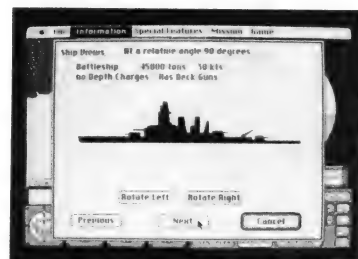 File Information Special Features Mission Game
Ship Views At a relative angle 90 degrees
Battleship 45000 tons 30 kts
no Depth Charges Has Deck Guns
Rotate Left Rotate Right
Previous Next Cancel